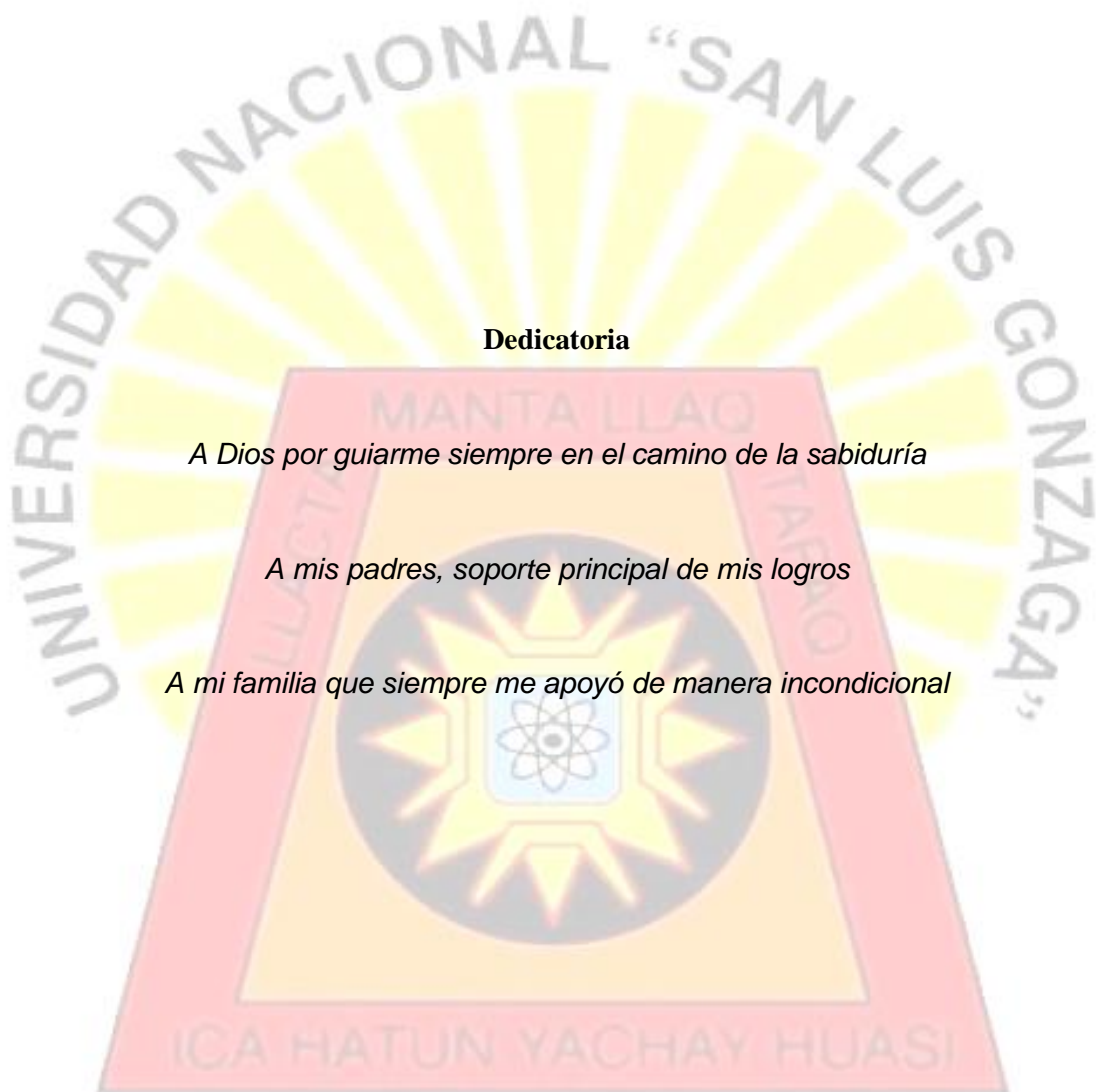 UNIVERSIDAD NACIONAL “SAN LUIS GONZAGA”
Dedicatoria
MANTA LLAQ
A Dios por guiarme siempre en el camino de la sabiduría
LLACTA
TAPAQ
A mis padres, soporte principal de mis logros
A mi familia que siempre me apoyó de manera incondicional
ICA HATUN YACHAY HUASI